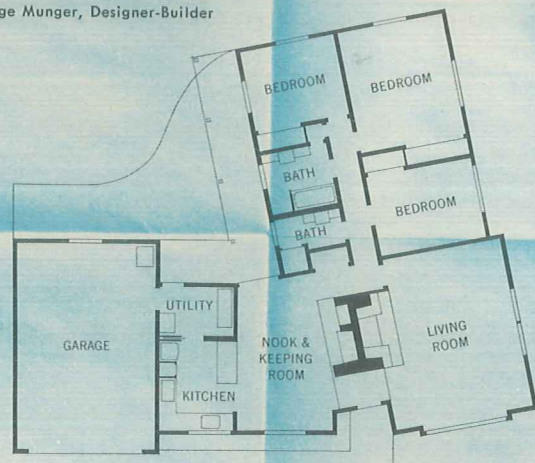 ge Munger, Designer-Builder
BEDROOM
BEDROOM
BATH
BEDROOM
BATH
UTILITY
GARAGE
NOOK &
KEEPING
ROOM
LIVING
ROOM
KITCHEN